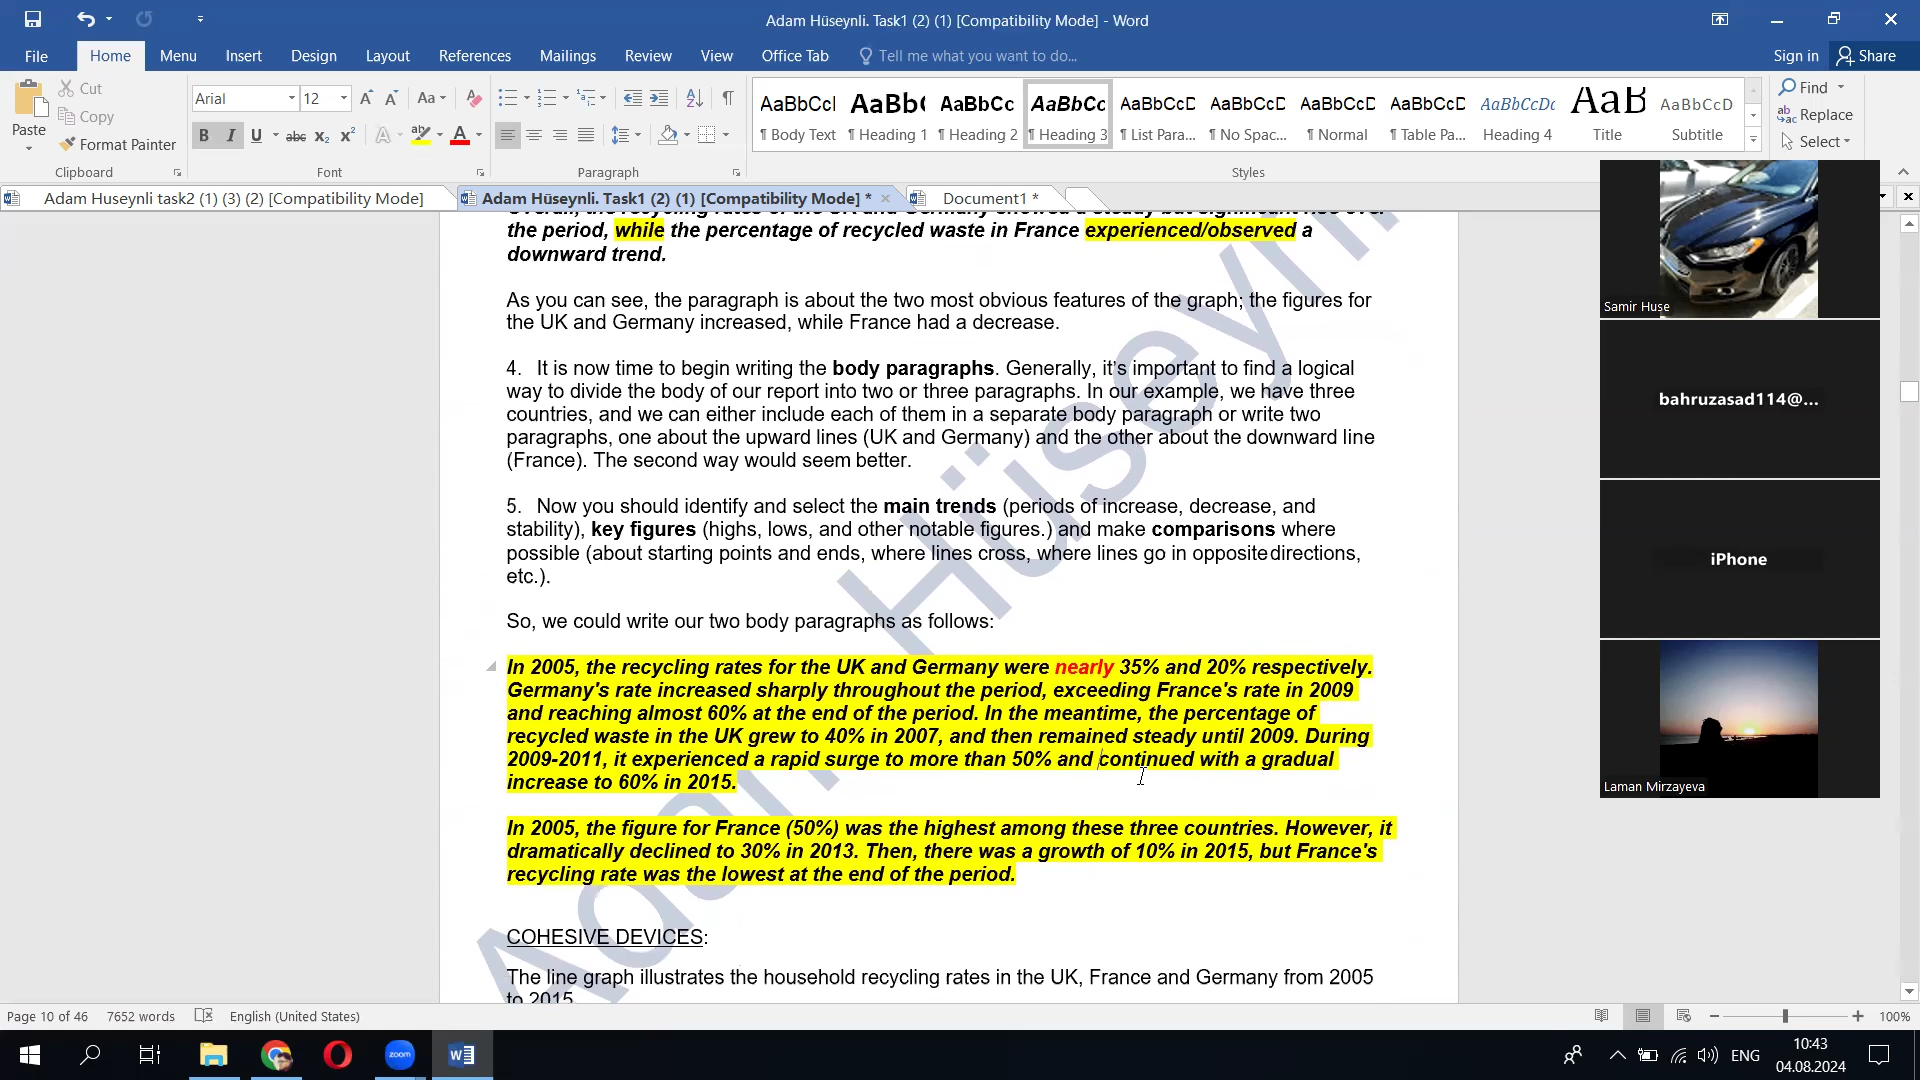 Adam Hüseynli. Task1 (2) (1) [Compatibility Mode] - Word
File Home Menu Insert Design Layout References Mailings Review View Office Tab Tell me what you want to do... Sign in Share
Paste Cut Copy Format Painter
Arial 12
AaBbCcI AaBb( AaBbCc AaBbCc AaBbCcD AaBbCcD AaBbCcD AaBbCcD AaBbCcDc AaB AaBbCcD
¶ Body Text ¶ Heading 1 ¶ Heading 2 ¶ Heading 3 ¶ List Para... ¶ No Spac... ¶ Normal ¶ Table Pa... Heading 4 Title Subtitle
Find
Replace
Select
Clipboard Font Paragraph Styles
Adam Huseynli task2 (1) (3) (2) [Compatibility Mode] Adam Hüseynli. Task1 (2) (1) [Compatibility Mode] * Document1 *
the period, while the percentage of recycled waste in France experienced/observed a
downward trend.
As you can see, the paragraph is about the two most obvious features of the graph; the figures for
the UK and Germany increased, while France had a decrease.
4. It is now time to begin writing the body paragraphs. Generally, it's important to find a logical
way to divide the body of our report into two or three paragraphs. In our example, we have three
countries, and we can either include each of them in a separate body paragraph or write two
paragraphs, one about the upward lines (UK and Germany) and the other about the downward line
(France). The second way would seem better.
5. Now you should identify and select the main trends (periods of increase, decrease, and
stability), key figures (highs, lows, and other notable figures.) and make comparisons where
possible (about starting points and ends, where lines cross, where lines go in oppositedirections,
etc.).
So, we could write our two body paragraphs as follows:
In 2005, the recycling rates for the UK and Germany were nearly 35% and 20% respectively.
Germany's rate increased sharply throughout the period, exceeding France's rate in 2009
and reaching almost 60% at the end of the period. In the meantime, the percentage of
recycled waste in the UK grew to 40% in 2007, and then remained steady until 2009. During
2009-2011, it experienced a rapid surge to more than 50% and continued with a gradual
increase to 60% in 2015.
In 2005, the figure for France (50%) was the highest among these three countries. However, it
dramatically declined to 30% in 2013. Then, there was a growth of 10% in 2015, but France's
recycling rate was the lowest at the end of the period.
COHESIVE DEVICES:
The line graph illustrates the household recycling rates in the UK, France and Germany from 2005
to 2015
Adam Hüseyn
Samir Huse
bahruzasad114@...
iPhone
Laman Mirzayeva
Page 10 of 46 7652 words English (United States) 100%
zoom
ENG
10:43
04.08.2024